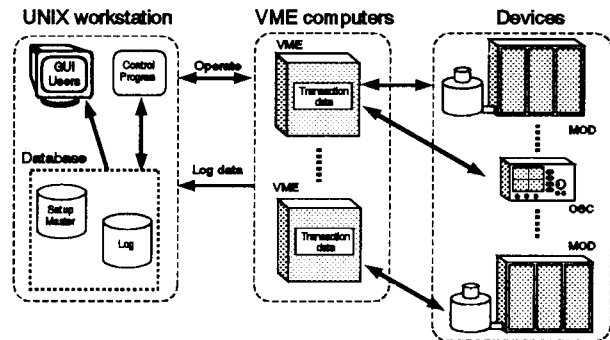 UNIX workstation
VME computers
Devices
GUI
Users
Control
Progress
Operate
VME
Transaction
data
MOD
Database
Setup
Master
Log
Log data
VME
Transaction
data
OSC
MOD